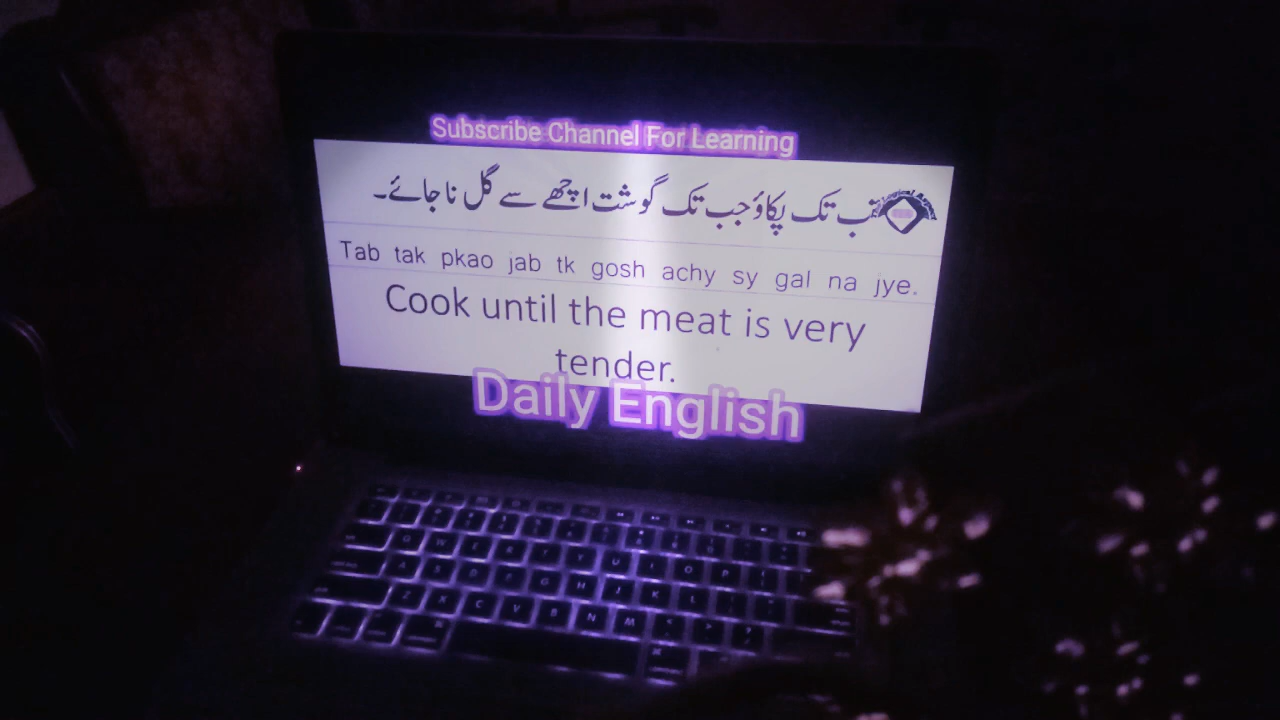 Subscribe Channel For Learning
تب تک پکاؤ جب تک گوشت اچھے سے گل نا جائے۔
Tab tak pkao jab tk gosh achy sy gal na jye.
Cook until the meat is very
tender.
Daily English
Q W E R T Y U I O P
A S D F G H J K L
Z X C V B N M